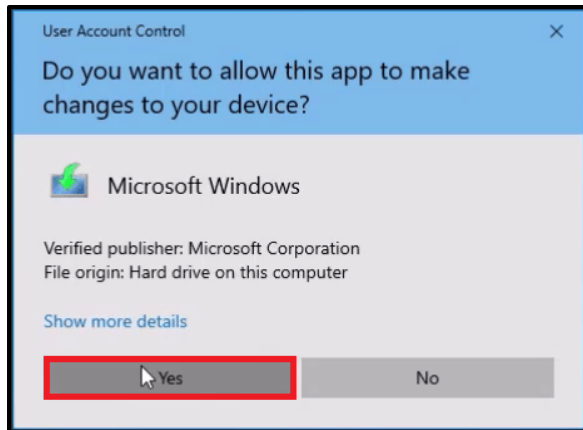 User Account Control
Do you want to allow this app to make
changes to your device?
Microsoft Windows
Verified publisher: Microsoft Corporation
File origin: Hard drive on this computer
Show more details
Yes
No